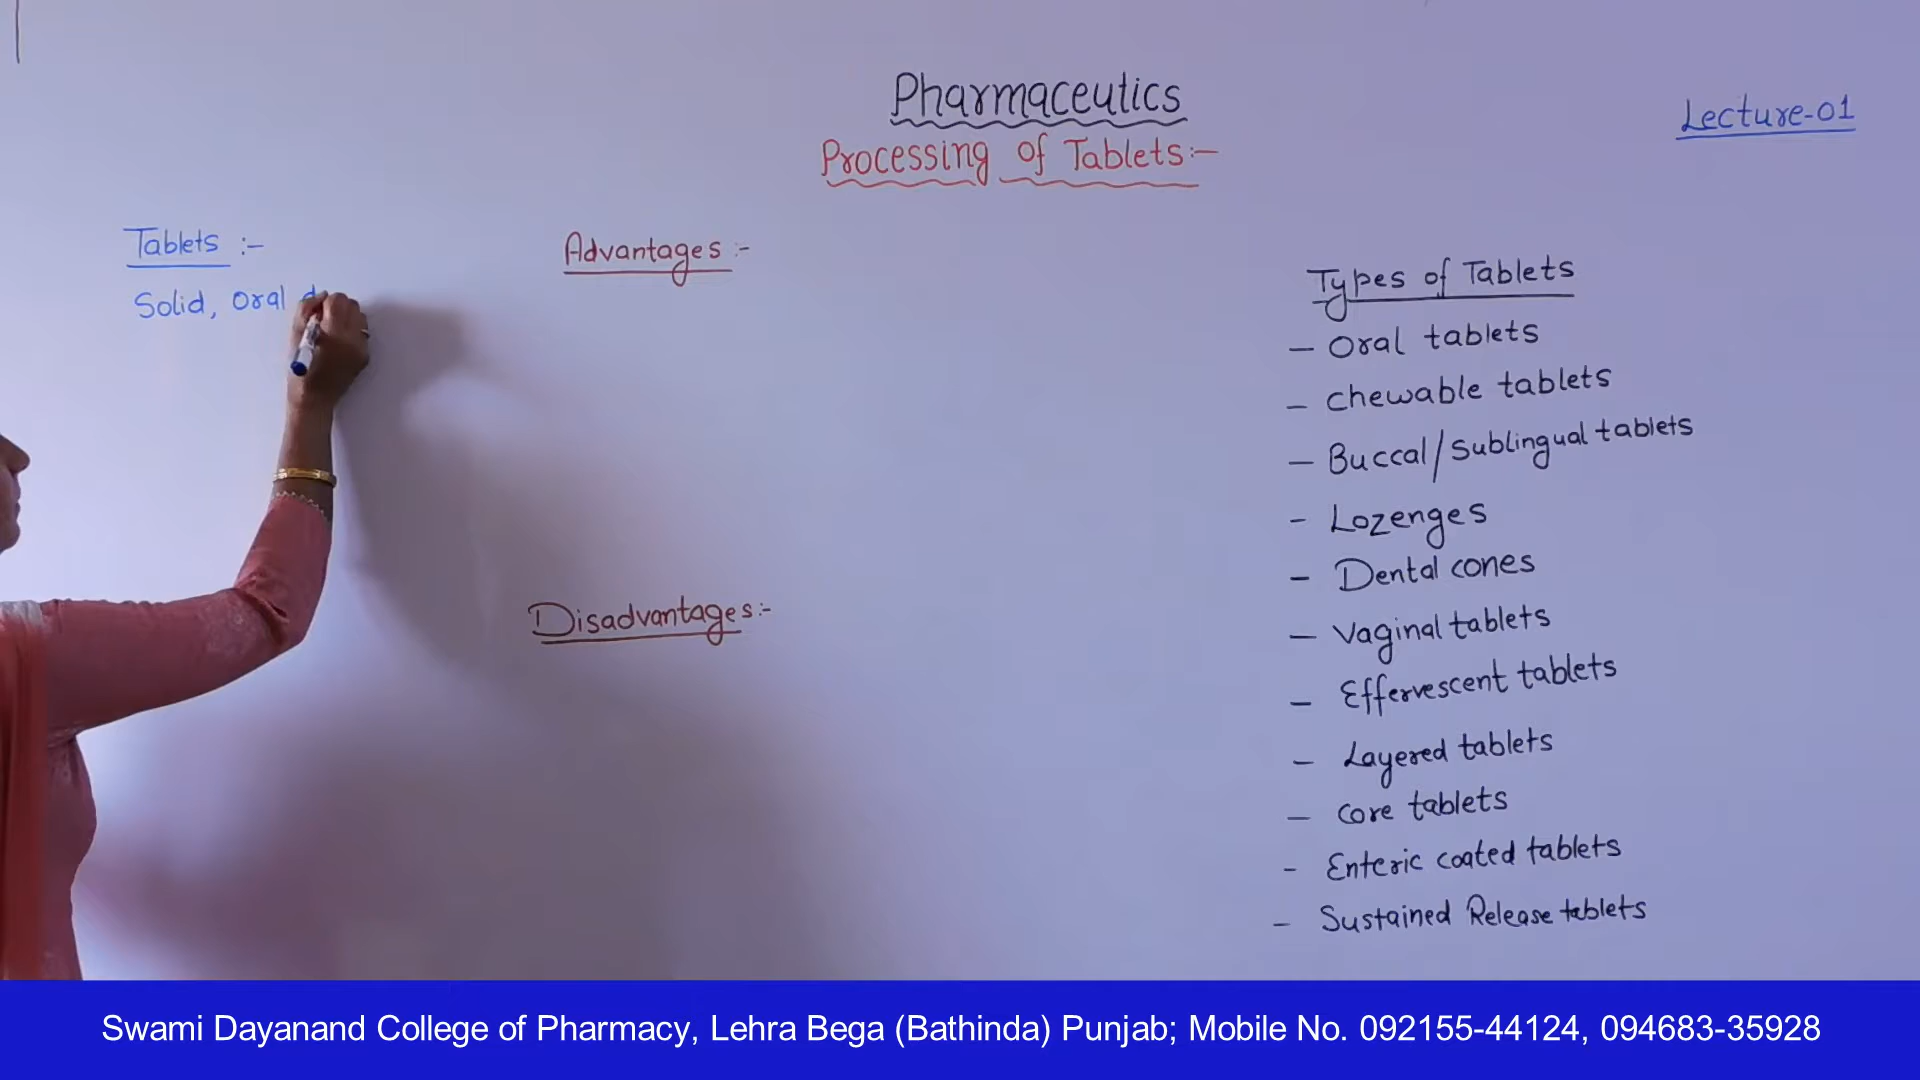 Pharmaceutics
Lecture-01
Processing of Tablets:-
Tablets :-
Solid, Oral
Advantages :-
Disadvantages:-
Types of Tablets
- Oral tablets
- Chewable tablets
- Buccal/Sublingual tablets
- Lozenges
- Dental cones
- Vaginal tablets
- Effervescent tablets
- Layered tablets
- Core tablets
- Enteric coated tablets
- Sustained Release tablets
Swami Dayanand College of Pharmacy, Lehra Bega (Bathinda) Punjab; Mobile No. 092155-44124, 094683-35928